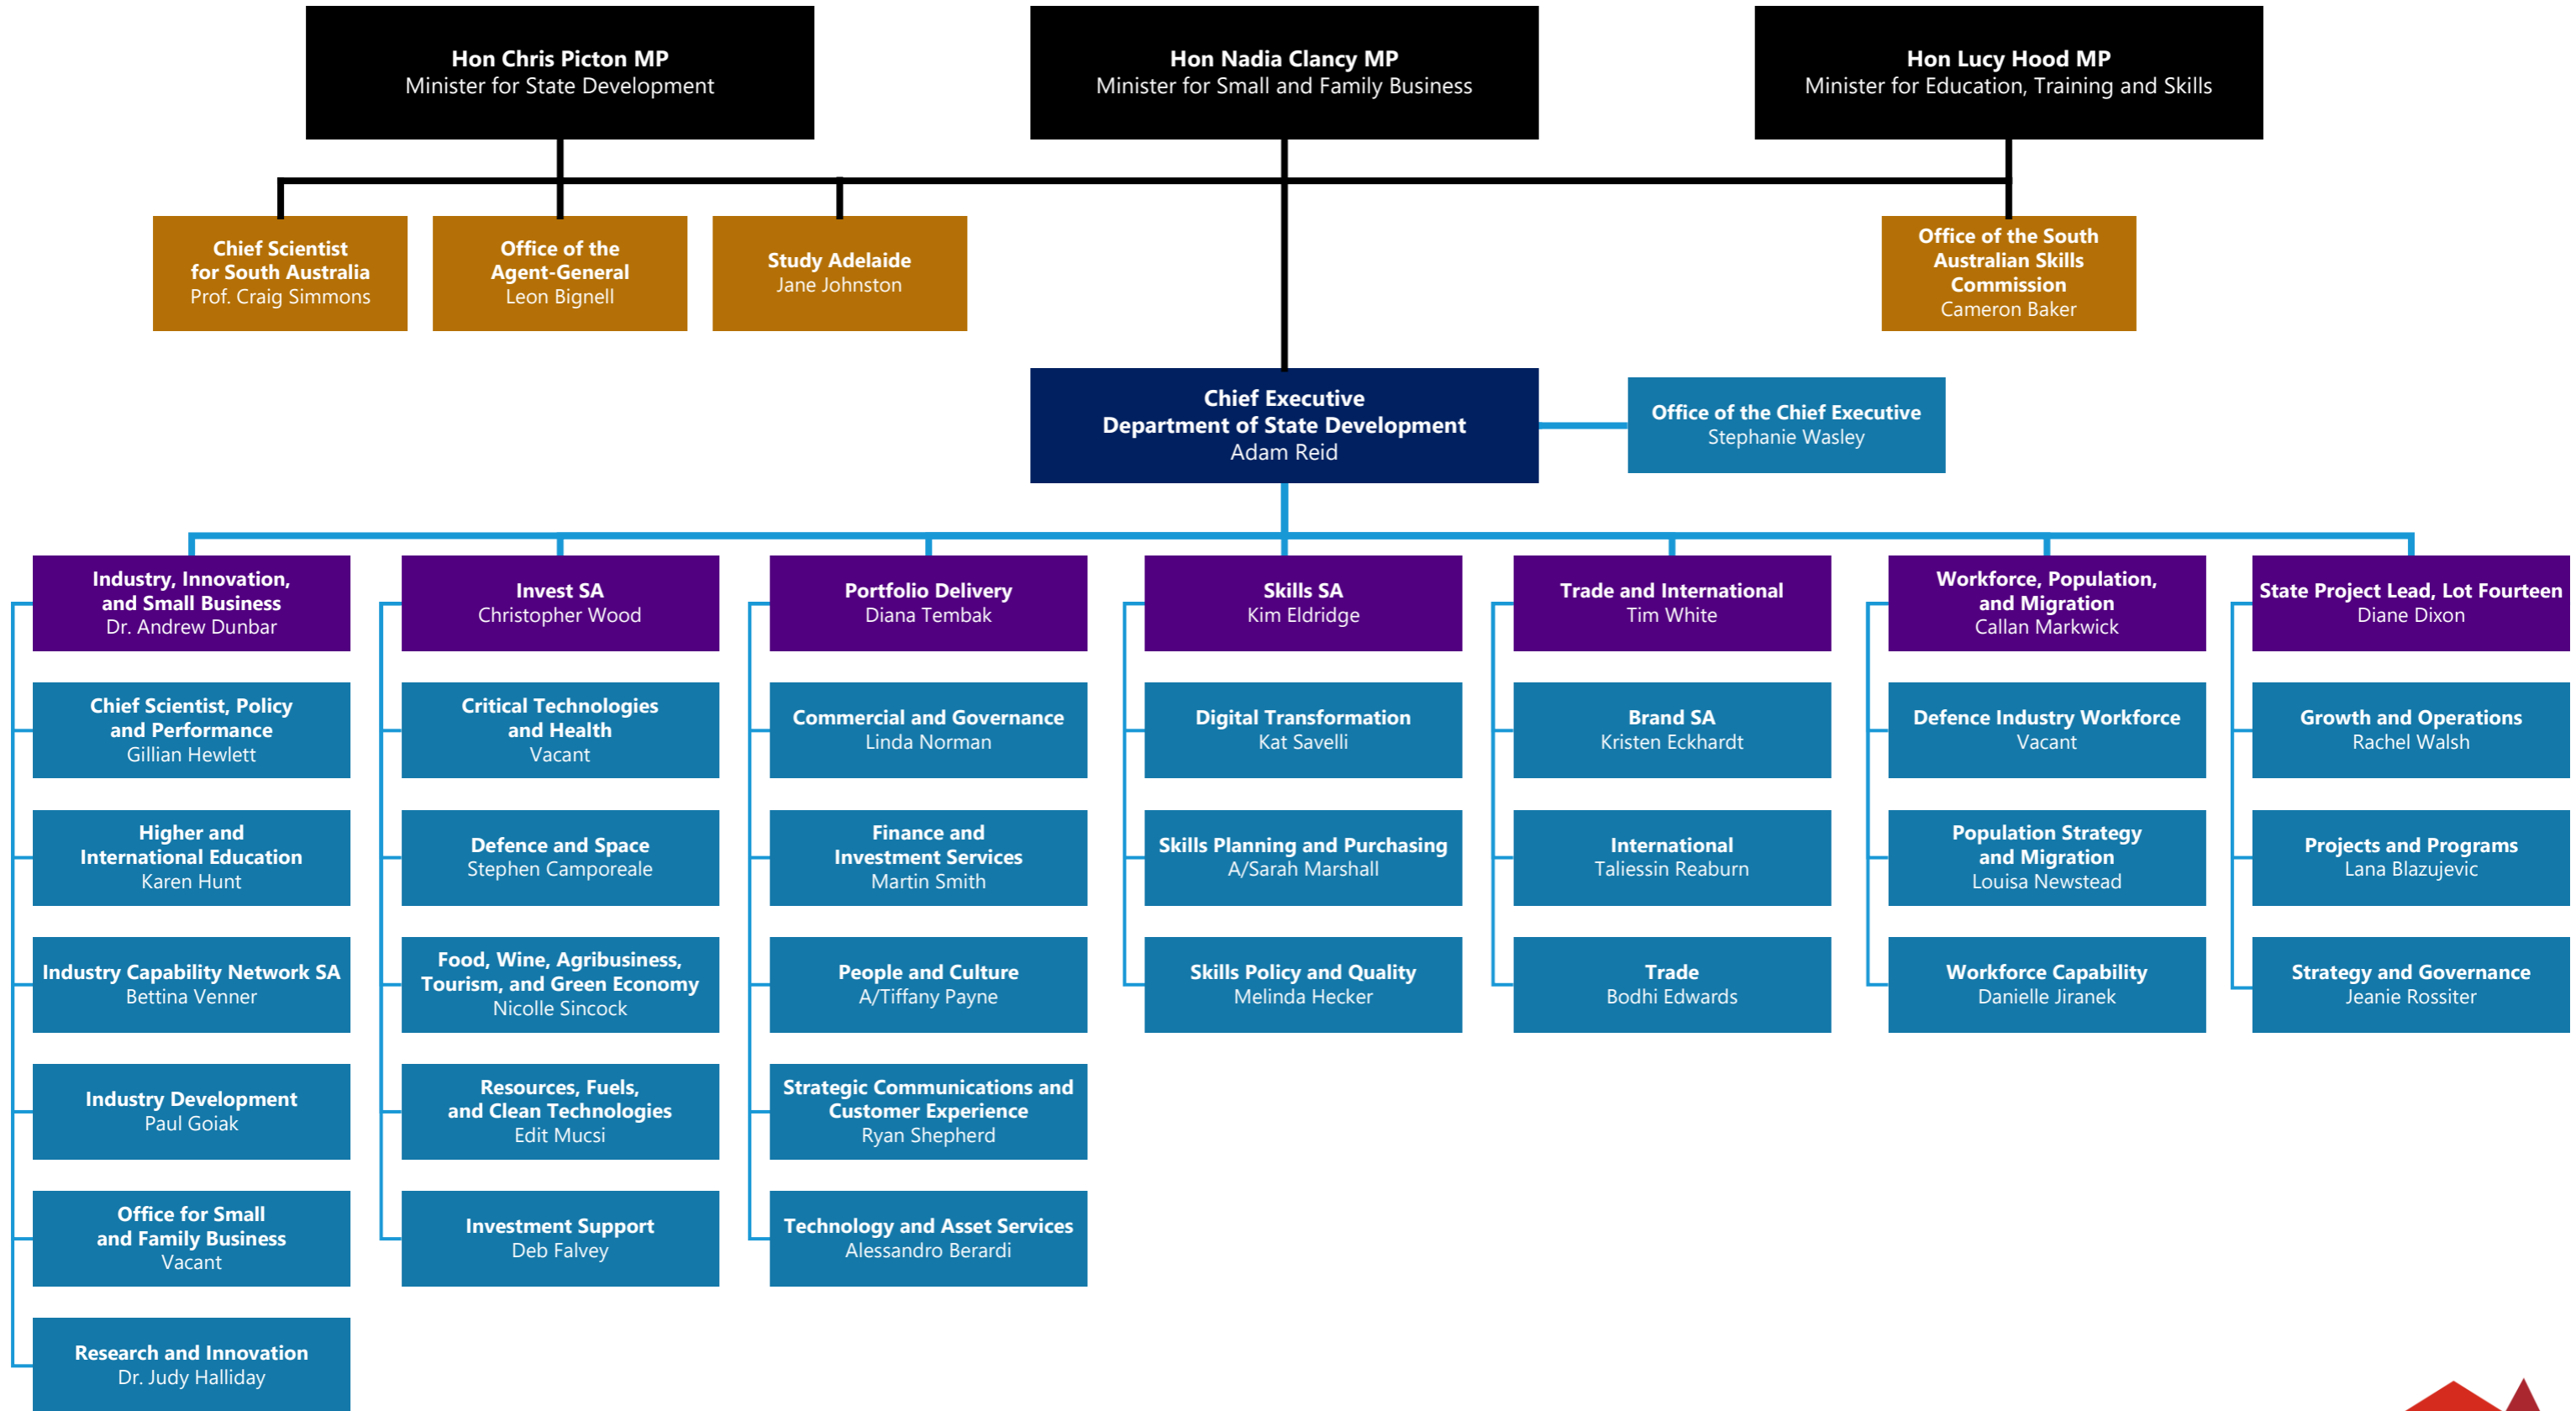 Hon Chris Picton MP
Minister for State Development
Hon Nadia Clancy MP
Minister for Small and Family Business
Hon Lucy Hood MP
Minister for Education, Training and Skills
Chief Scientist
for South Australia
Prof. Craig Simmons
Office of the
Agent-General
Leon Bignell
Study Adelaide
Jane Johnston
Office of the South
Australian Skills
Commission
Cameron Baker
Chief Executive
Department of State Development
Adam Reid
Office of the Chief Executive
Stephanie Wasley
Industry, Innovation,
and Small Business
Dr. Andrew Dunbar
Chief Scientist, Policy
and Performance
Gillian Hewlett
Higher and
International Education
Karen Hunt
Industry Capability Network SA
Bettina Venner
Industry Development
Paul Goiak
Office for Small
and Family Business
Vacant
Research and Innovation
Dr. Judy Halliday
Invest SA
Christopher Wood
Critical Technologies
and Health
Vacant
Defence and Space
Stephen Camporeale
Food, Wine, Agribusiness,
Tourism, and Green Economy
Nicolle Sincock
Resources, Fuels,
and Clean Technologies
Edit Mucsi
Investment Support
Deb Falvey
Portfolio Delivery
Diana Tembak
Commercial and Governance
Linda Norman
Finance and
Investment Services
Martin Smith
People and Culture
A/Tiffany Payne
Strategic Communications and
Customer Experience
Ryan Shepherd
Technology and Asset Services
Alessandro Berardi
Skills SA
Kim Eldridge
Digital Transformation
Kat Savelli
Skills Planning and Purchasing
A/Sarah Marshall
Skills Policy and Quality
Melinda Hecker
Trade and International
Tim White
Brand SA
Kristen Eckhardt
International
Taliessin Reaburn
Trade
Bodhi Edwards
Workforce, Population,
and Migration
Callan Markwick
Defence Industry Workforce
Vacant
Population Strategy
and Migration
Louisa Newstead
Workforce Capability
Danielle Jiranek
State Project Lead, Lot Fourteen
Diane Dixon
Growth and Operations
Rachel Walsh
Projects and Programs
Lana Blazujevic
Strategy and Governance
Jeanie Rossiter